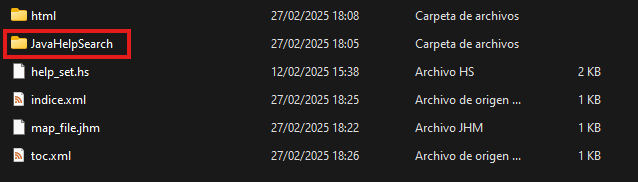 html 27/02/2025 18:08 Carpeta de archivos
JavaHelpSearch 27/02/2025 18:05 Carpeta de archivos
help_set.hs 12/02/2025 15:38 Archivo HS 2 KB
indice.xml 27/02/2025 18:25 Archivo de origen ... 1 KB
map_file.jhm 27/02/2025 18:22 Archivo JHM 1 KB
toc.xml 27/02/2025 18:26 Archivo de origen ... 1 KB